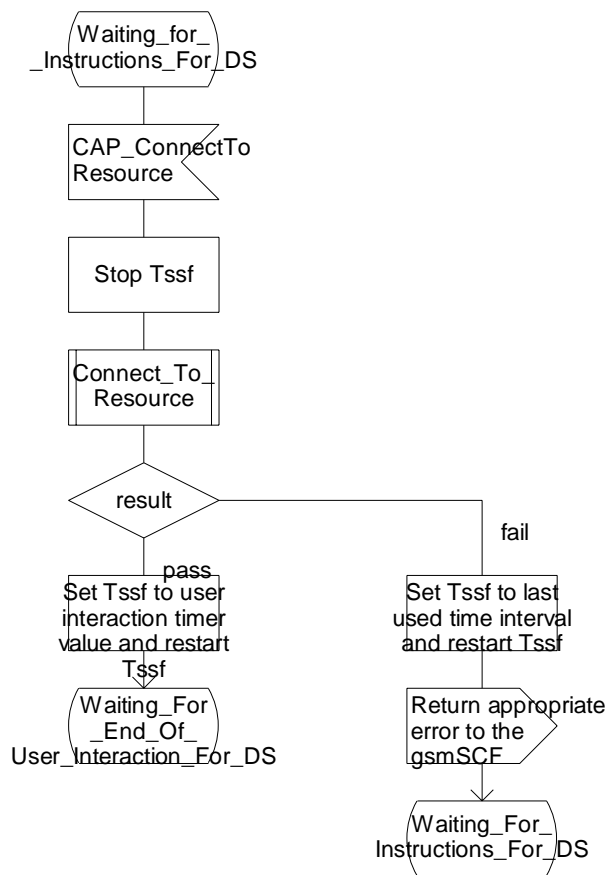 Waiting_for_
_Instructions_For_DS
CAP_ConnectTo
Resource
Stop Tssf
Connect_To_
Resource
result
pass
fail
Set Tssf to user
interaction timer
value and restart
Tssf
Set Tssf to last
used time interval
and restart Tssf
Waiting_For
_End_Of_
User_Interaction_For_DS
Return appropriate
error to the
gsmSCF
Waiting_For_
Instructions_For_DS